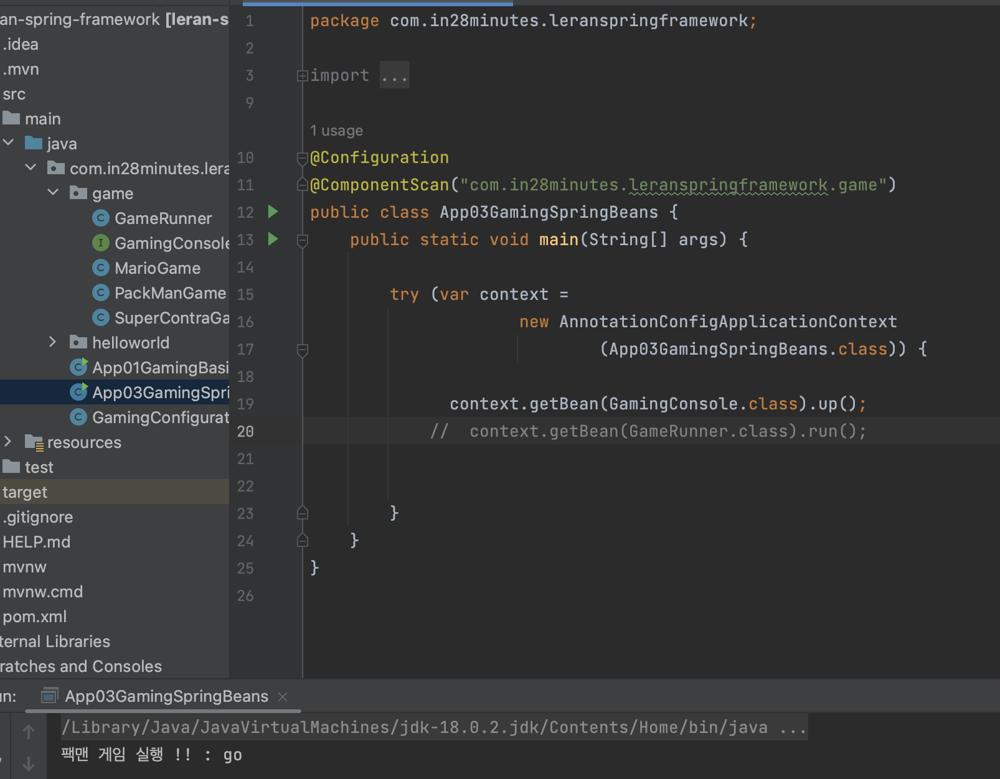 an-spring-framework [leran-s
.idea
.mvn
src
main
java
com.in28minutes.lera
game
GameRunner
GamingConsole
MarioGame
PackManGame
SuperContraGa
helloworld
App01GamingBasi
App03GamingSpri
GamingConfigurat
resources
test
target
.gitignore
HELP.md
mvnw
mvnw.cmd
pom.xml
ternal Libraries
ratches and Consoles
1 package com.in28minutes.leranspringframework;
2
3 import ...
9
1 usage
10 @Configuration
11 @ComponentScan("com.in28minutes.leranspringframework.game")
12 public class App03GamingSpringBeans {
13 public static void main(String[] args) {
14
15 try (var context =
16 new AnnotationConfigApplicationContext
17 (App03GamingSpringBeans.class)) {
18
19 context.getBean(GamingConsole.class).up();
20 // context.getBean(GameRunner.class).run();
21
22
23 }
24 }
25 }
26
un: App03GamingSpringBeans
/Library/Java/JavaVirtualMachines/jdk-18.0.2.jdk/Contents/Home/bin/java ...
팩맨 게임 실행 !! : go